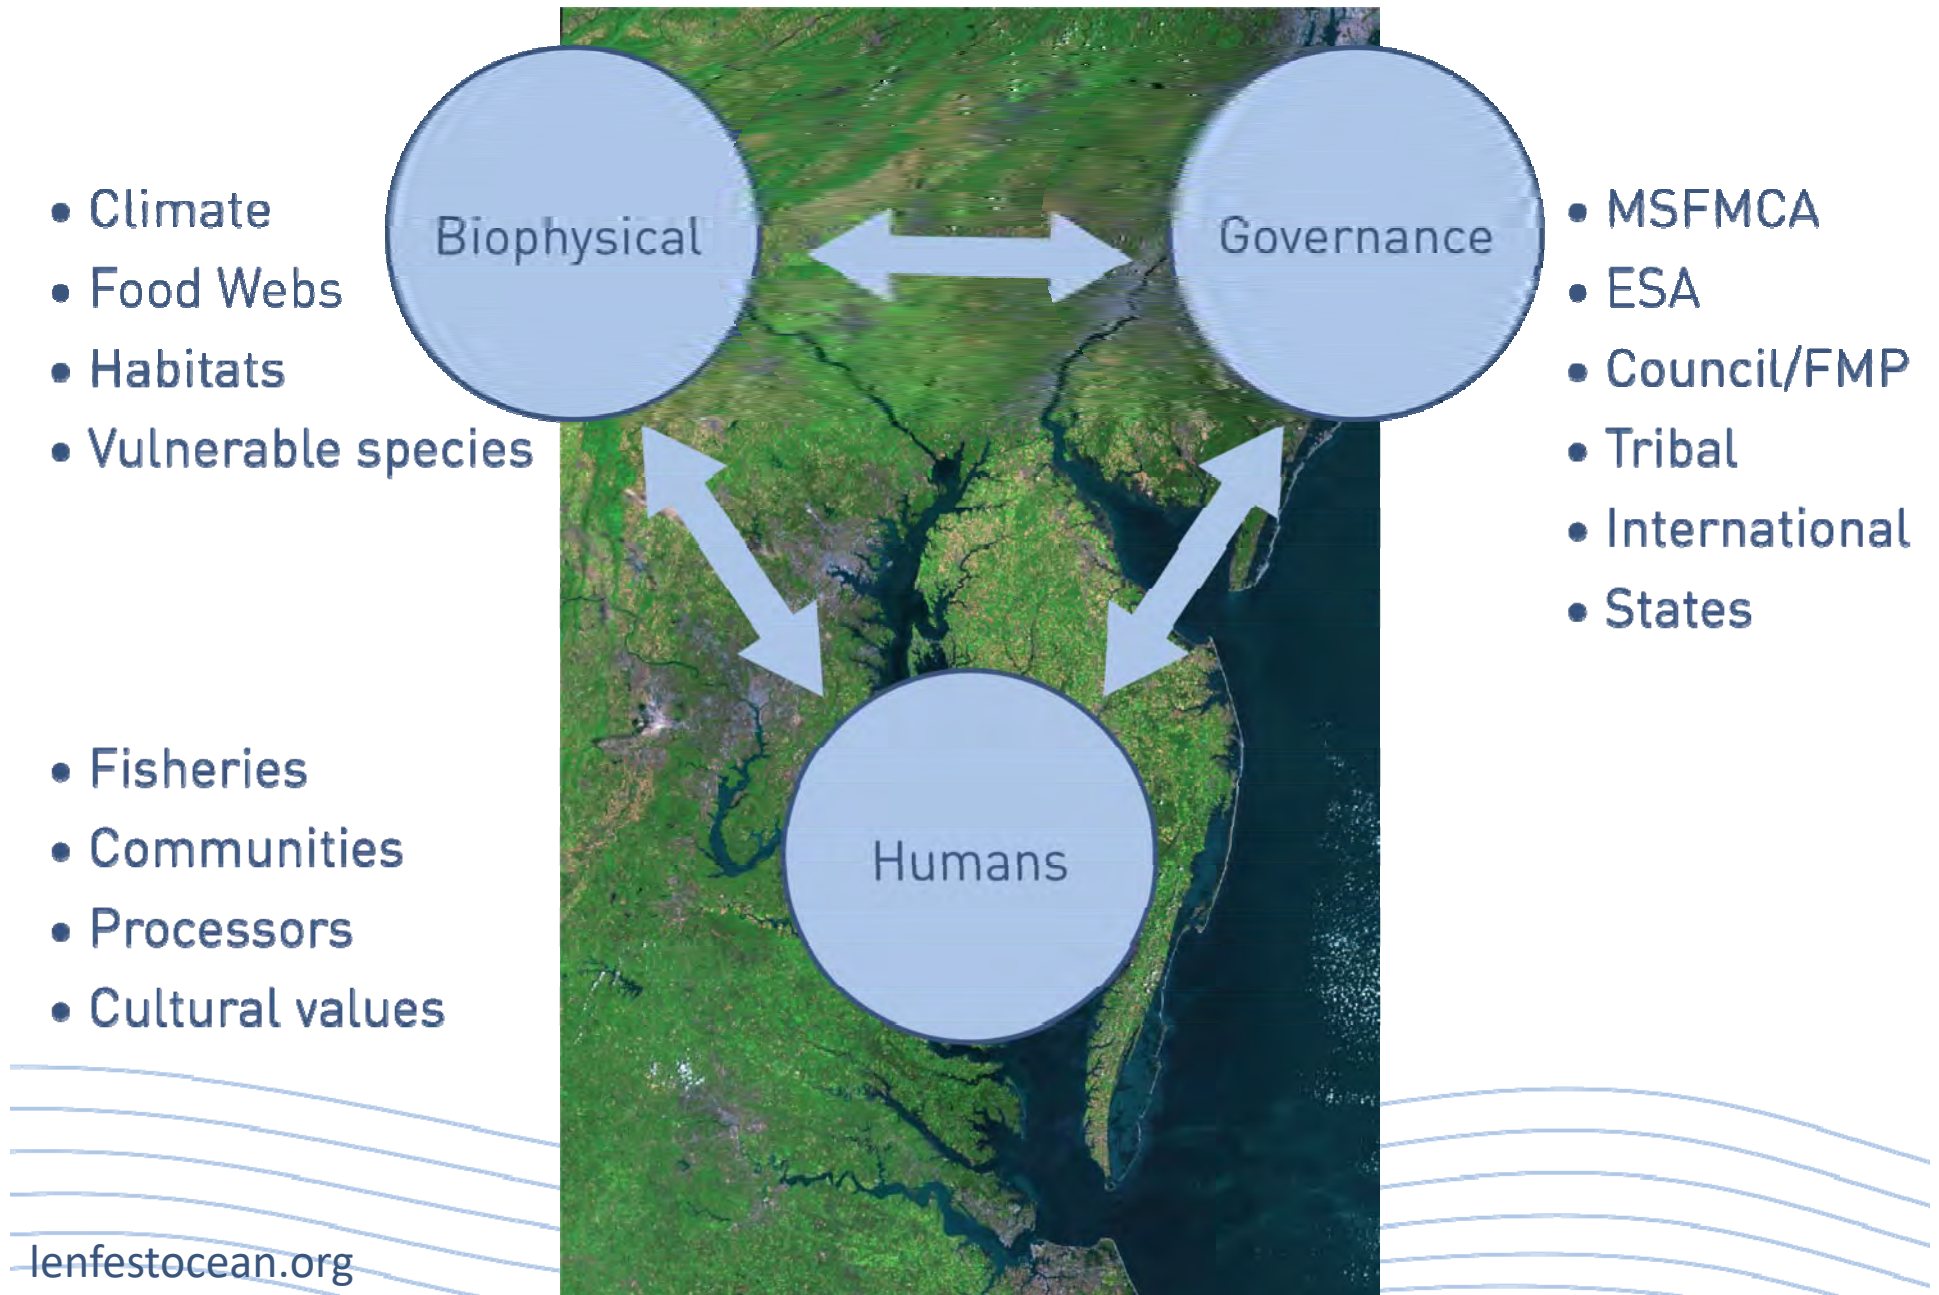 Biophysical
• Climate
• Food Webs
• Habitats
• Vulnerable species
Governance
• MSFMCA
• ESA
• Council/FMP
• Tribal
• International
• States
Humans
• Fisheries
• Communities
• Processors
• Cultural values
lenfestocean.org